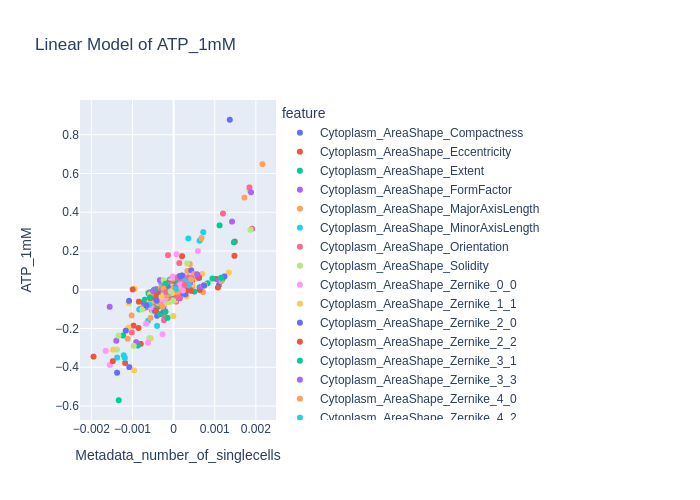 Linear Model of ATP_1mM
feature
Cytoplasm_AreaShape_Compactness
Cytoplasm_AreaShape_Eccentricity
Cytoplasm_AreaShape_Extent
Cytoplasm_AreaShape_FormFactor
Cytoplasm_AreaShape_MajorAxisLength
Cytoplasm_AreaShape_MinorAxisLength
Cytoplasm_AreaShape_Orientation
Cytoplasm_AreaShape_Solidity
Cytoplasm_AreaShape_Zernike_0_0
Cytoplasm_AreaShape_Zernike_1_1
Cytoplasm_AreaShape_Zernike_2_0
Cytoplasm_AreaShape_Zernike_2_2
Cytoplasm_AreaShape_Zernike_3_1
Cytoplasm_AreaShape_Zernike_3_3
Cytoplasm_AreaShape_Zernike_4_0
Cytoplasm_AreaShape_Zernike_4_2
ATP_1mM
0.8
0.6
0.4
0.2
0
−0.2
−0.4
−0.6
−0.002 −0.001 0 0.001 0.002
Metadata_number_of_singlecells